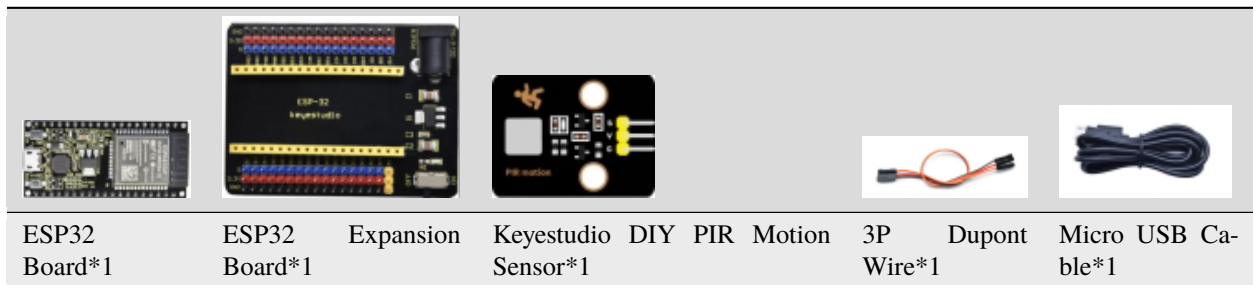 ESP-32
keyestudio
PIR motion
ESP32 Board*1
ESP32 Expansion Board*1
Keyestudio DIY PIR Motion Sensor*1
3P Dupont Wire*1
Micro USB Ca-
ble*1